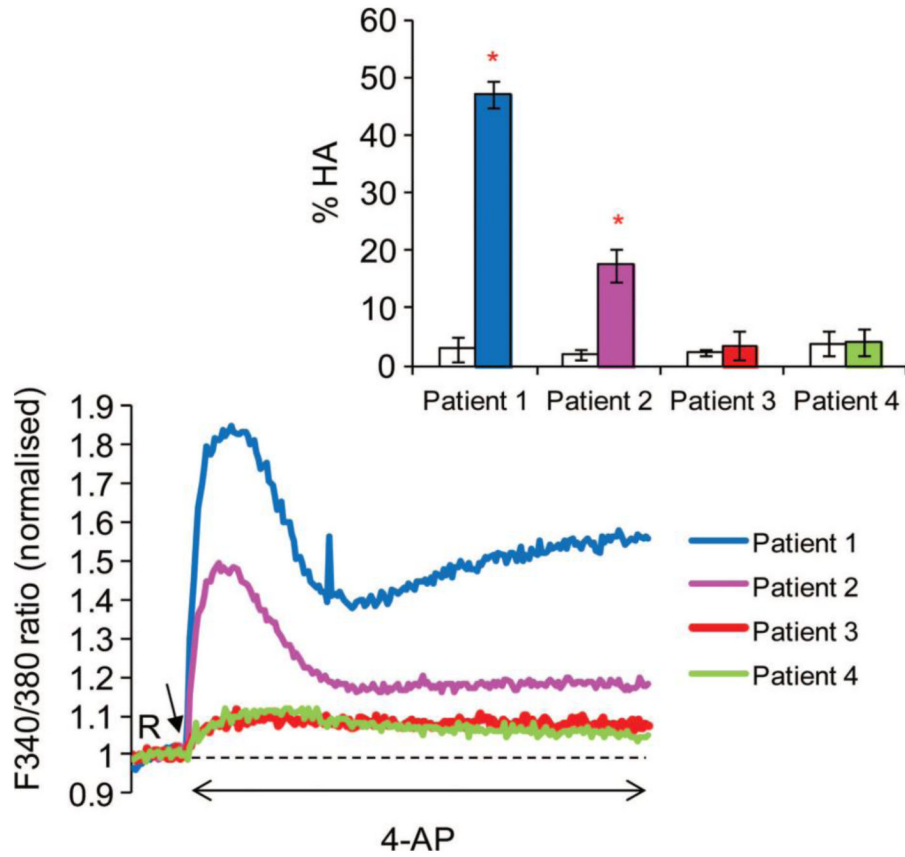 60
50
40
30
20
10
0
% HA
*
*
Patient 1
Patient 2
Patient 3
Patient 4
1.9
1.8
1.7
1.6
1.5
1.4
1.3
1.2
1.1
1
0.9
F340/380 ratio (normalised)
R
4-AP
Patient 1
Patient 2
Patient 3
Patient 4